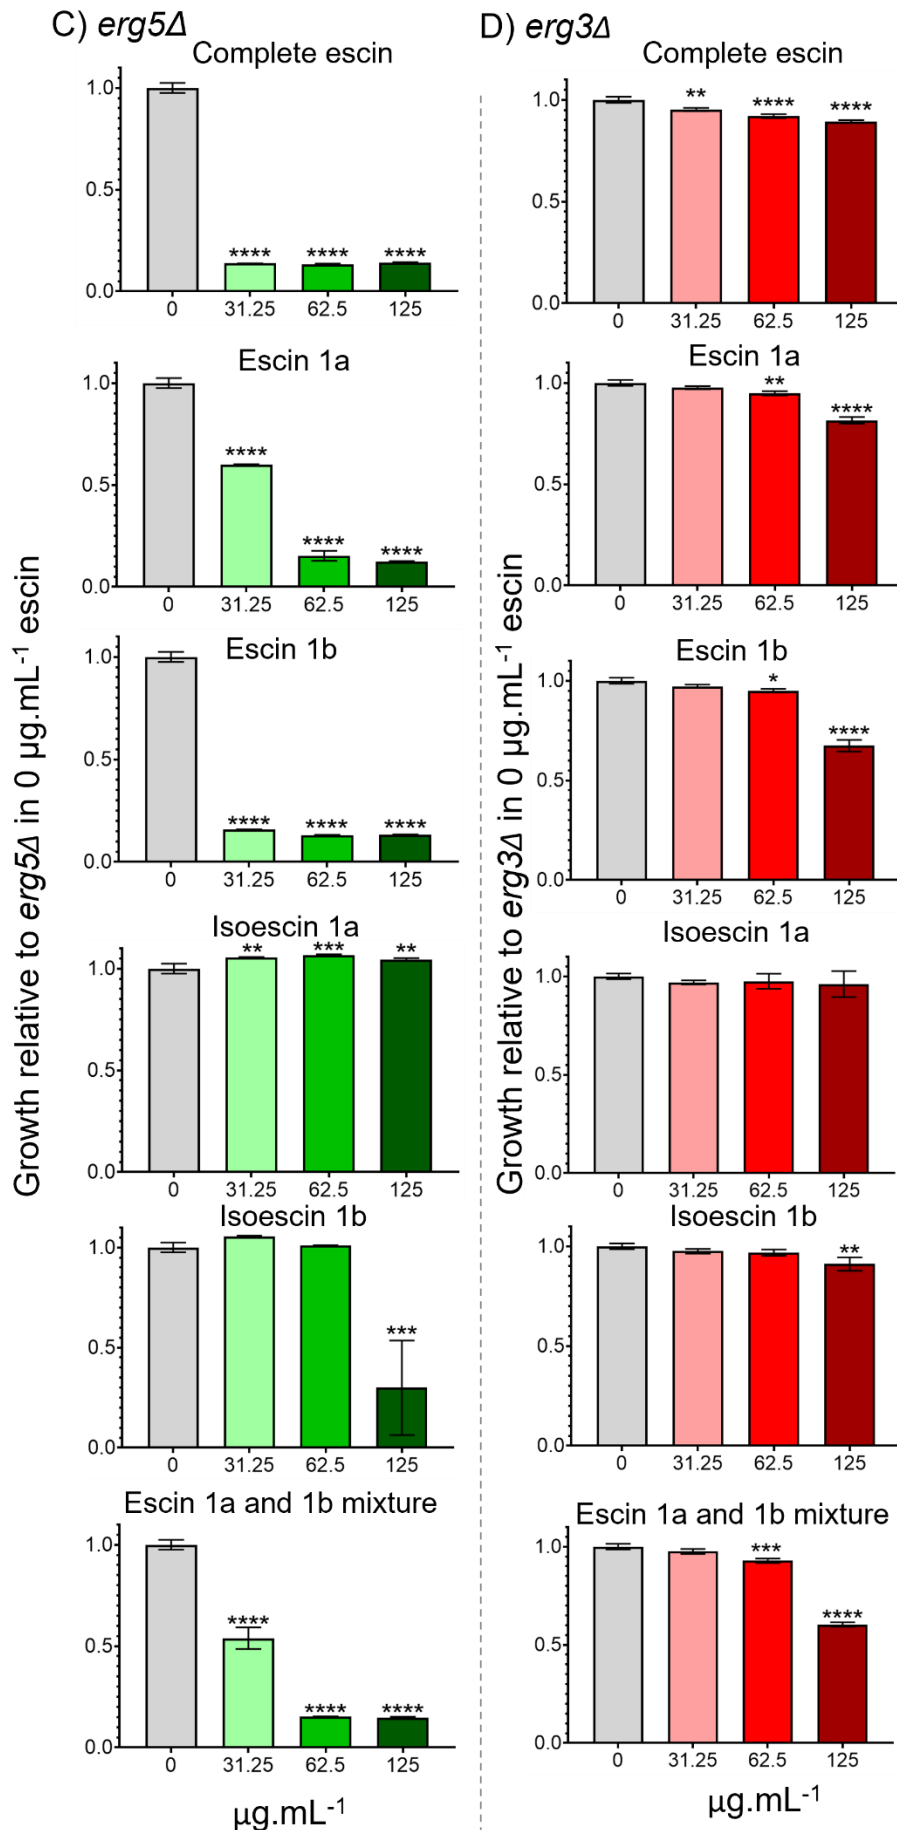 C) erg5Δ
Complete escin
1.0
0.5
0.0
**** **** ****
0 31.25 62.5 125
Escin 1a
1.0
0.5
0.0
****
**** ****
0 31.25 62.5 125
Escin 1b
1.0
0.5
0.0
**** **** ****
0 31.25 62.5 125
Isoescin 1a
1.0
0.5
0.0
** *** **
0 31.25 62.5 125
Isoescin 1b
1.0
0.5
0.0
***
0 31.25 62.5 125
Escin 1a and 1b mixture
1.0
0.5
0.0
****
**** ****
0 31.25 62.5 125
µg.mL-1
Growth relative to erg5Δ in 0 µg.mL-1 escin
D) erg3Δ
Complete escin
1.0
0.5
0.0
** **** ****
0 31.25 62.5 125
Escin 1a
1.0
0.5
0.0
**
****
0 31.25 62.5 125
Escin 1b
1.0
0.5
0.0
*
****
0 31.25 62.5 125
Isoescin 1a
1.0
0.5
0.0
0 31.25 62.5 125
Isoescin 1b
1.0
0.5
0.0
**
0 31.25 62.5 125
Escin 1a and 1b mixture
1.0
0.5
0.0
***
****
0 31.25 62.5 125
µg.mL-1
Growth relative to erg3Δ in 0 µg.mL-1 escin